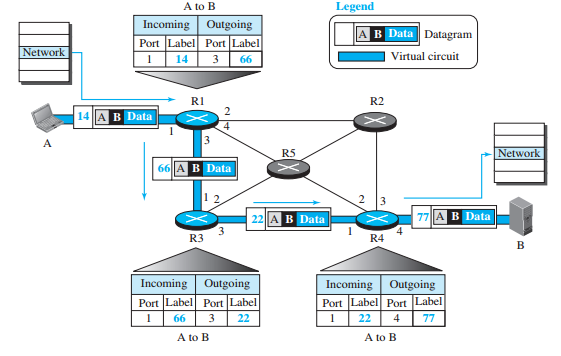 A to B
Incoming Outgoing
Port Label Port Label
1 14 3 66
Legend
A B Data Datagram
Virtual circuit
Network
R1
R2
14 A B Data
2
4
1
3
A
R5
Network
66 A B Data
1 2
2 3
22 A B Data
77 A B Data
R3
3
1
R4
4
B
Incoming Outgoing
Port Label Port Label
1 66 3 22
A to B
Incoming Outgoing
Port Label Port Label
1 22 4 77
A to B